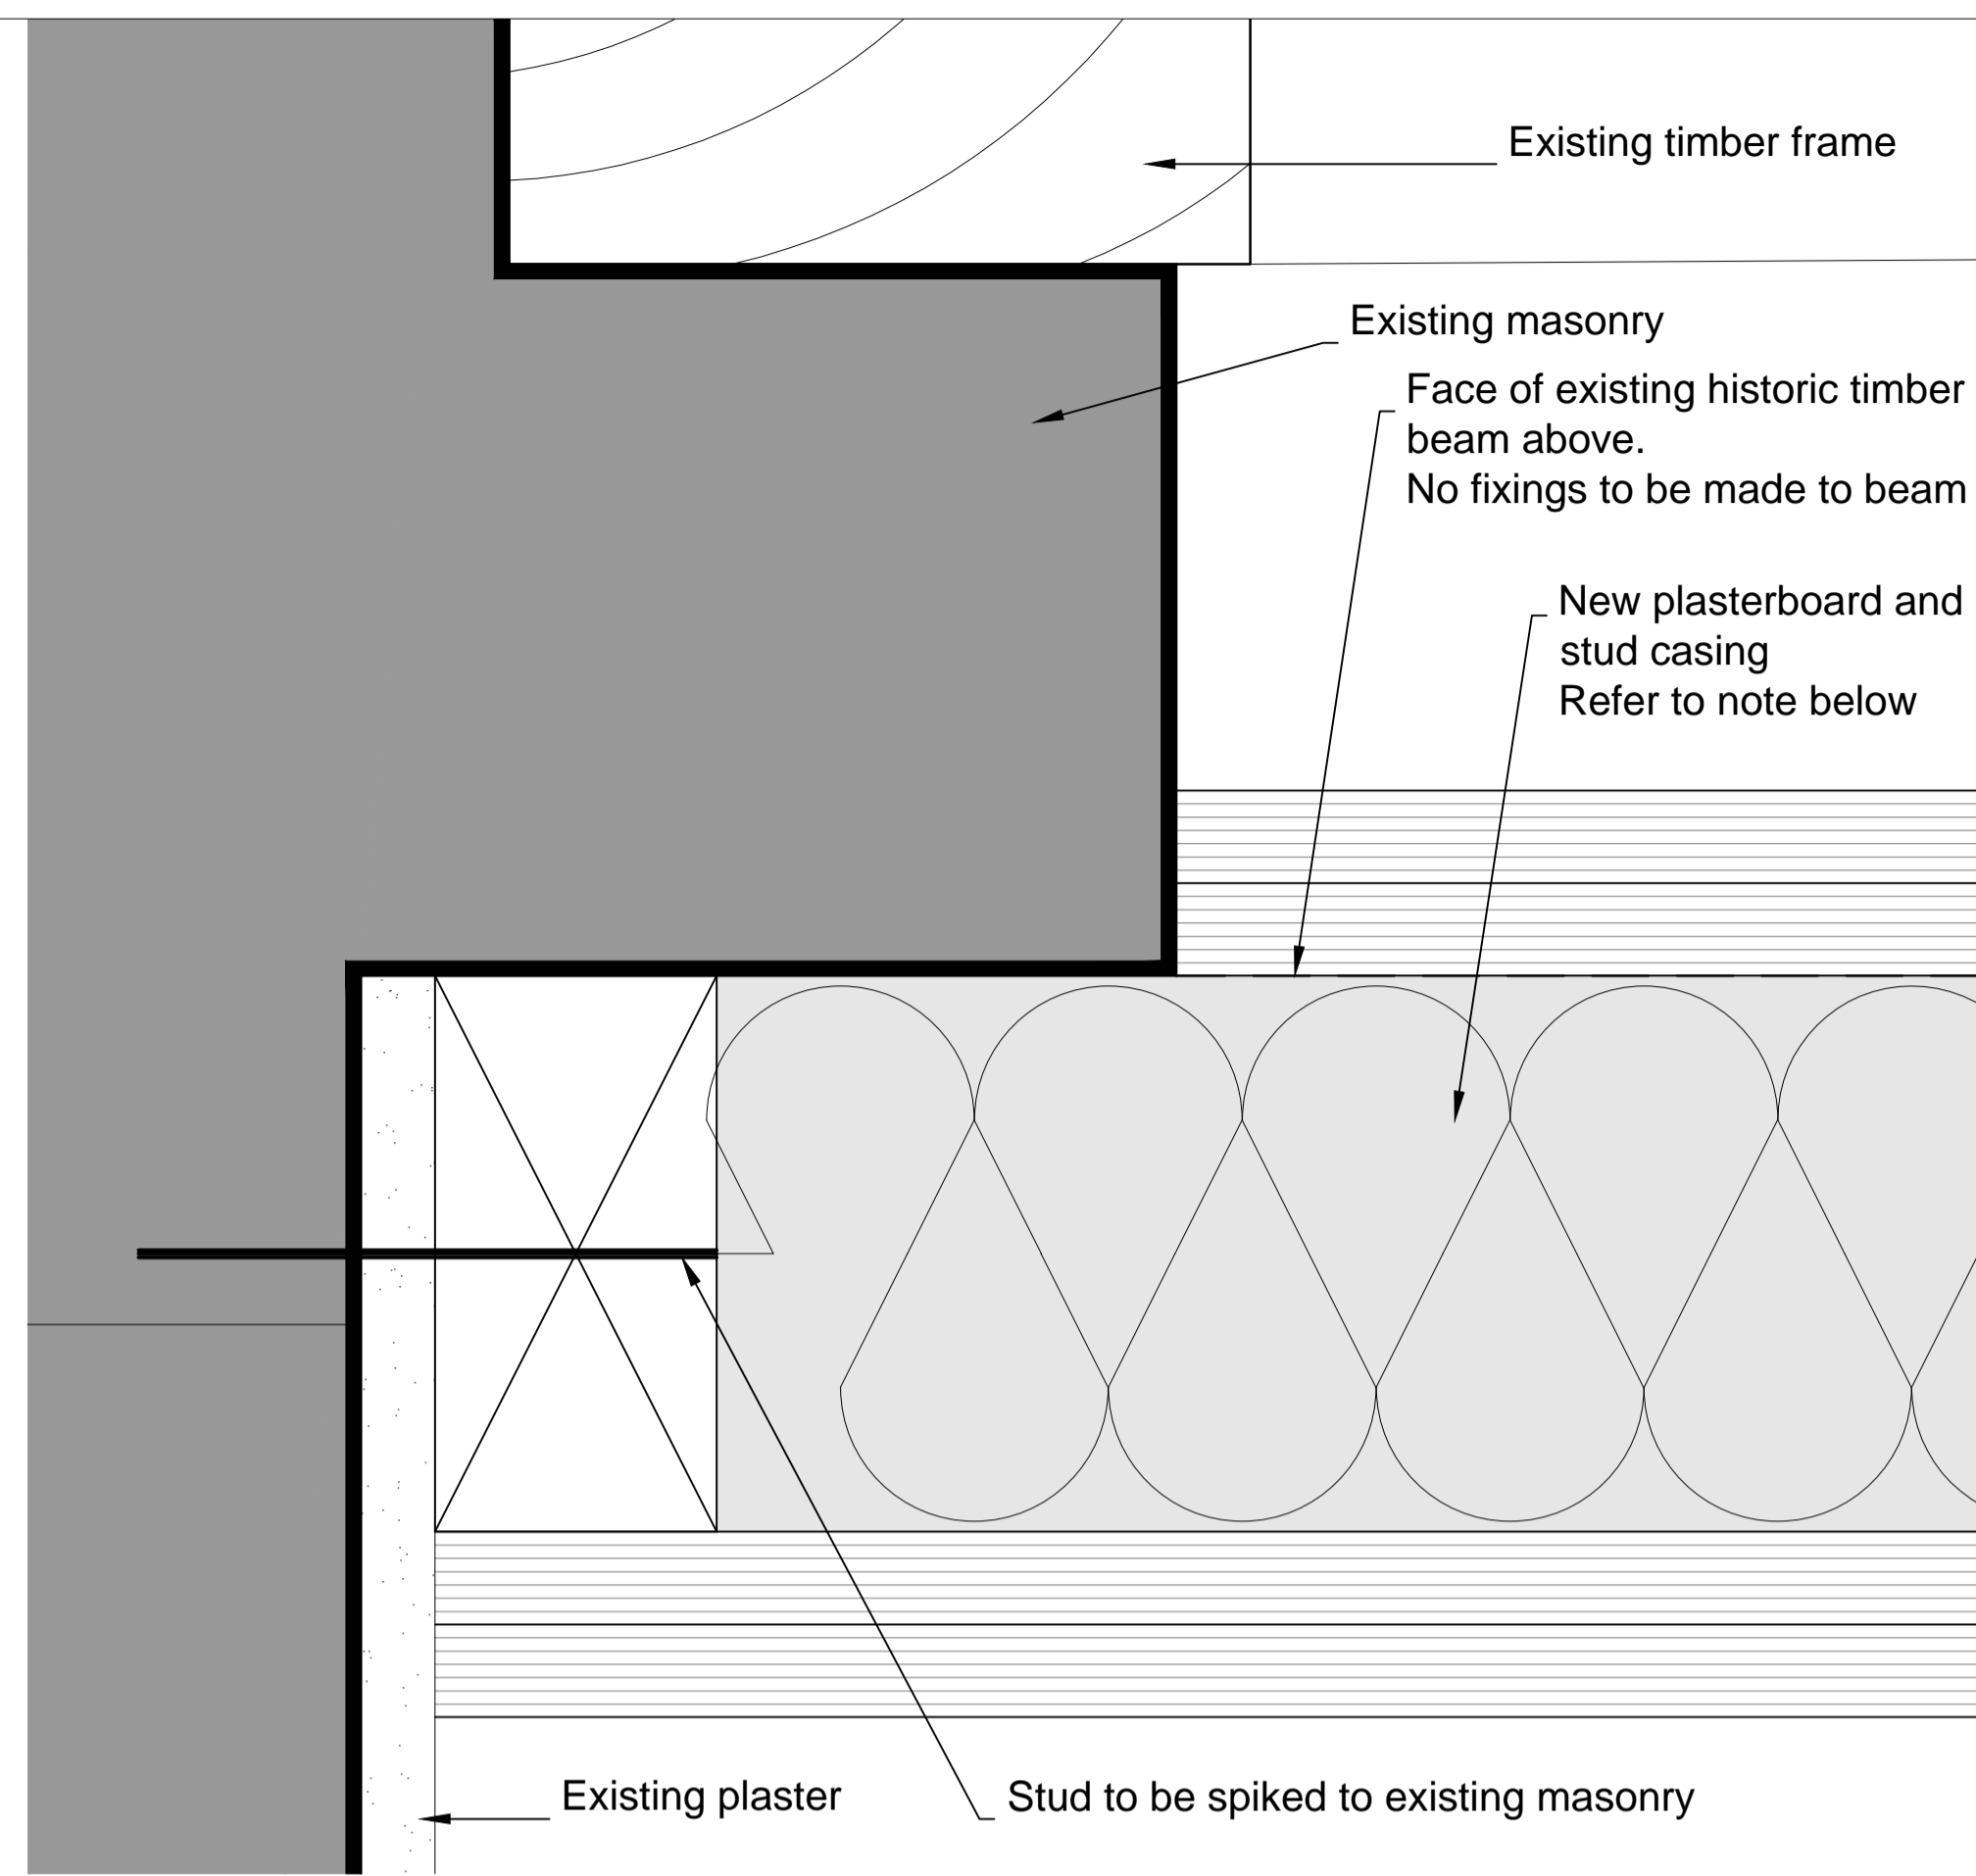 Existing timber frame
Existing masonry
Face of existing historic timber
beam above.
No fixings to be made to beam
New plasterboard and
stud casing
Refer to note below
Existing plaster
Stud to be spiked to existing masonry